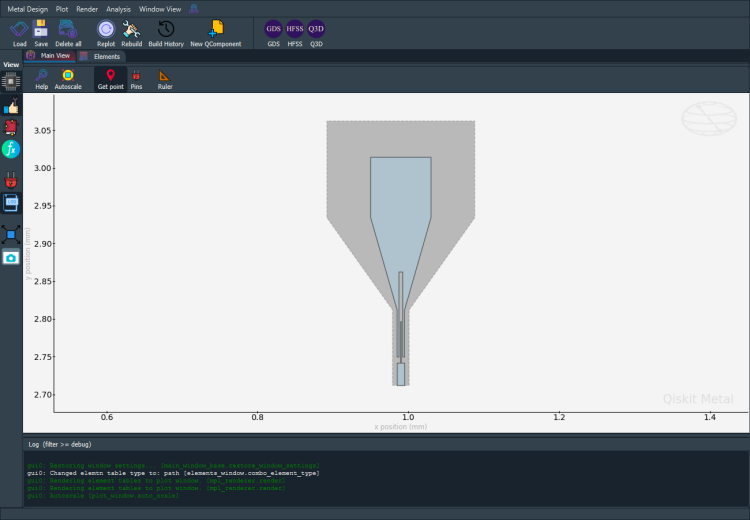 Metal Design Plot Render Analysis Window View
Load Save Delete all Replot Rebuild Build History New QComponent GDS HFSS Q3D
GDS HFSS Q3D
View
Main View Elements
Help Autoscale Get point Pins Ruler
3.05
3.00
2.95
2.90
2.85
2.80
2.75
2.70
y position (mm)
0.6 0.8 1.0 1.2 1.4
x position (mm)
Qiskit Metal
Log (filter >= debug)
gui0: Restoring window settings... [main_window_base.restore_window_settings]
gui0: Changed elemtn table type to: path [elements_window.combo_element_type]
gui0: Rendering element tables to plot window. [mpl_renderer.render]
gui0: Rendering element tables to plot window. [mpl_renderer.render]
gui0: Autoscale [plot_window.auto_scale]